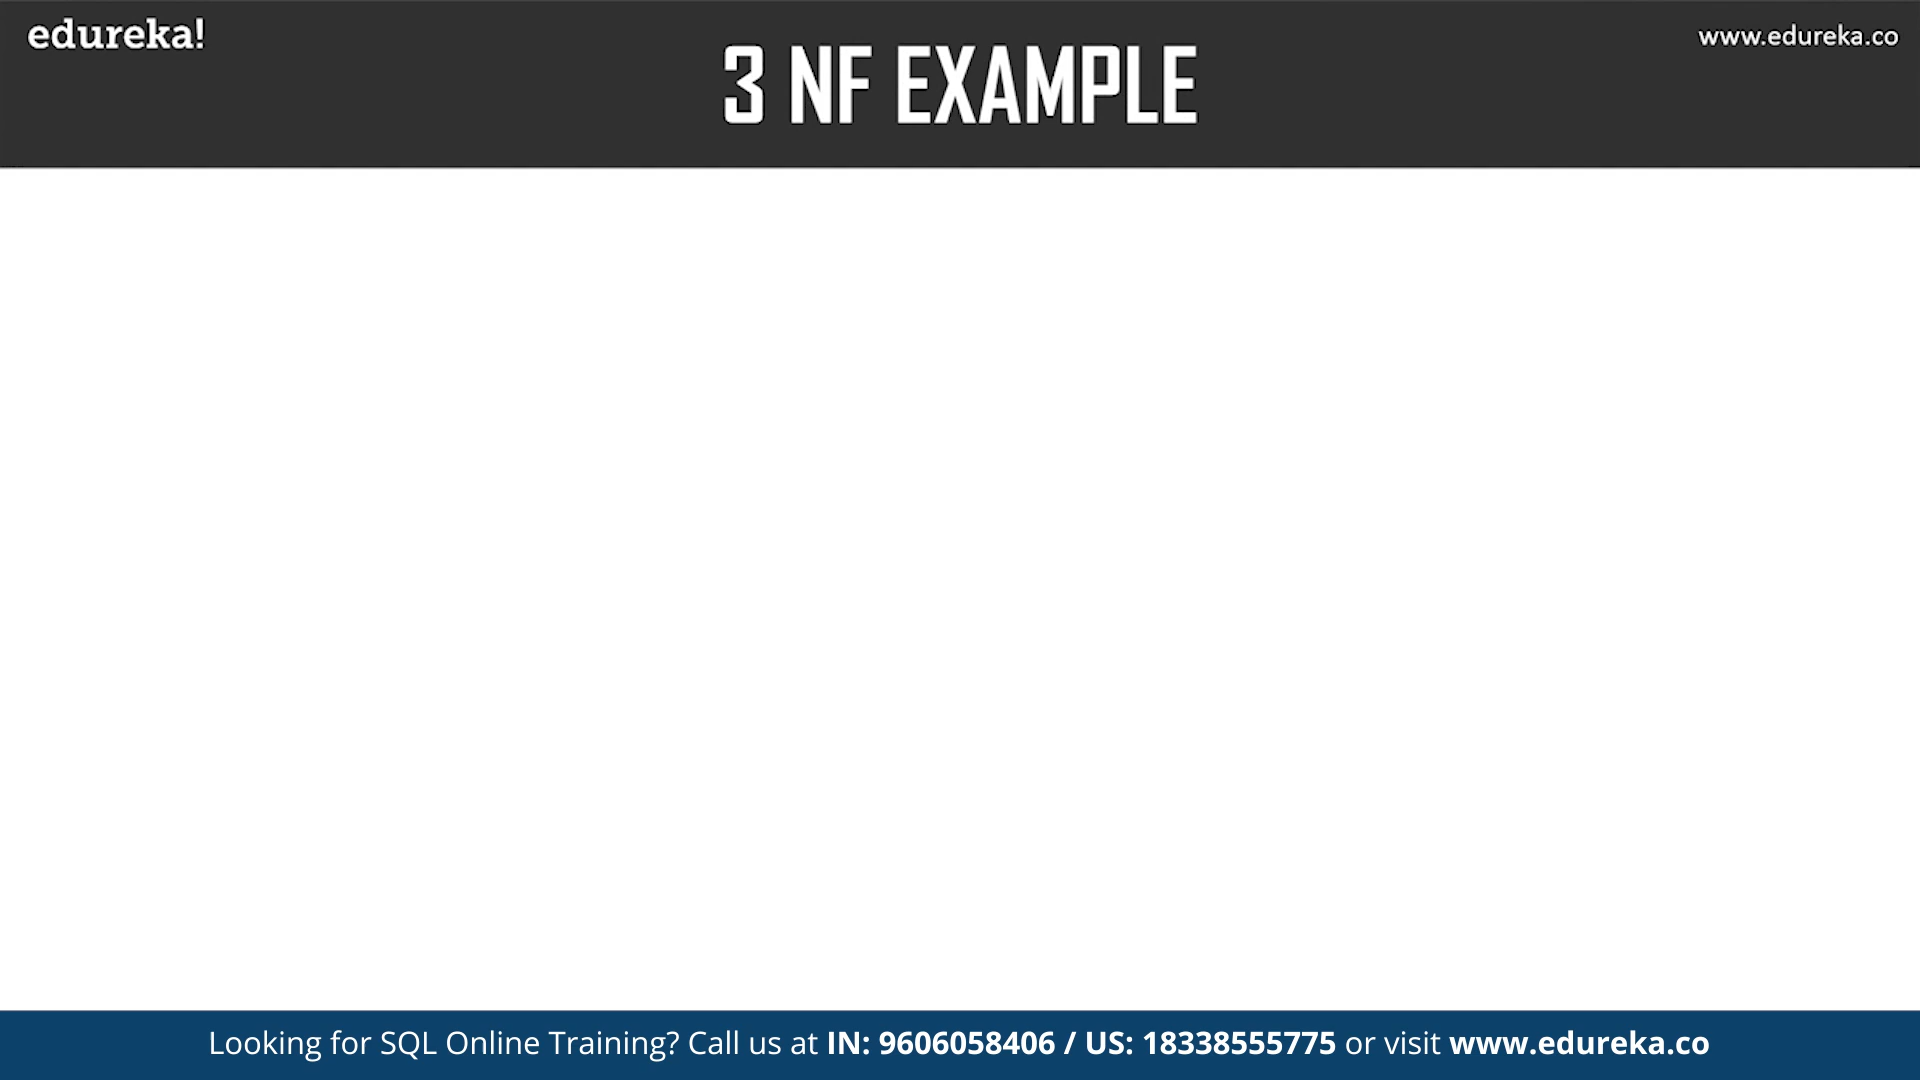 edureka!
www.edureka.co
3 NF EXAMPLE
Looking for SQL Online Training? Call us at IN: 9606058406 / US: 18338555775 or visit www.edureka.co